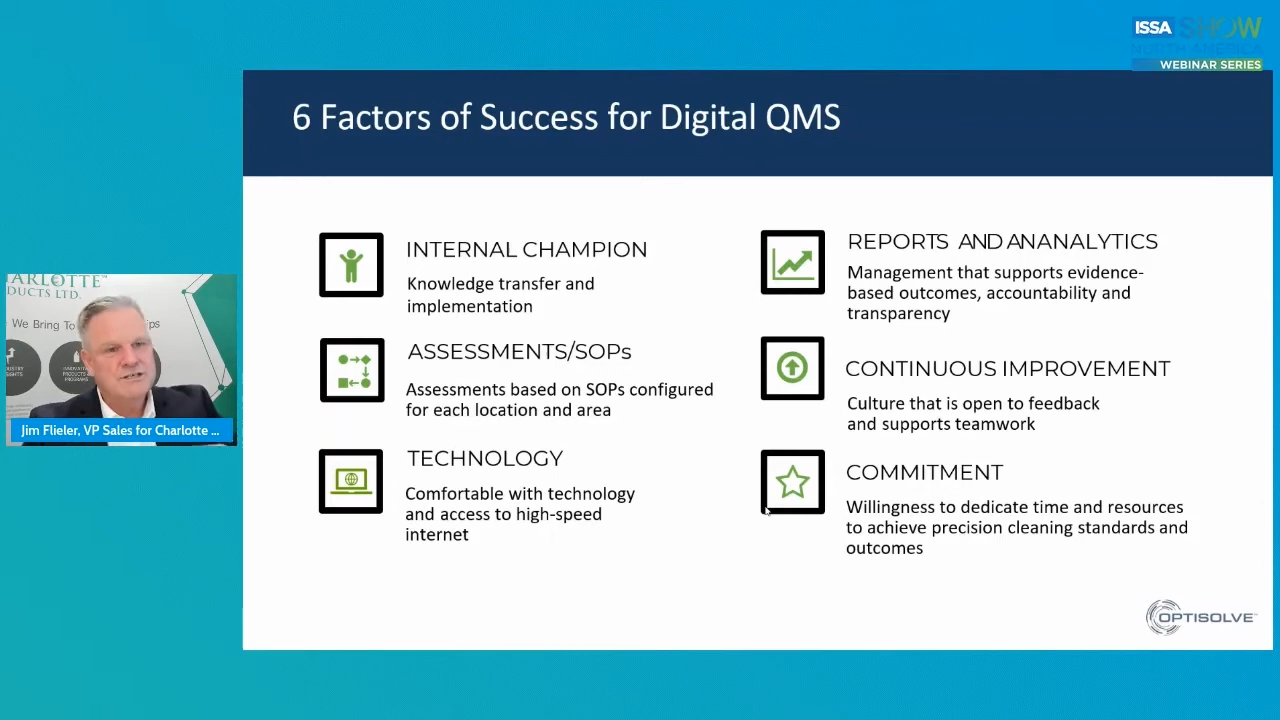 ISSA SHOW
NORTH AMERICA
WEBINAR SERIES
6 Factors of Success for Digital QMS
INTERNAL CHAMPION
Knowledge transfer and
implementation
ASSESSMENTS/SOPs
Assessments based on SOPs configured
for each location and area
TECHNOLOGY
Comfortable with technology
and access to high-speed
internet
REPORTS AND ANANALYTICS
Management that supports evidence-
based outcomes, accountability and
transparency
CONTINUOUS IMPROVEMENT
Culture that is open to feedback
and supports teamwork
COMMITMENT
Willingness to dedicate time and resources
to achieve precision cleaning standards and
outcomes
OPTISOLVE™
We Bring To
Jim Flieler, VP Sales for Charlotte ...